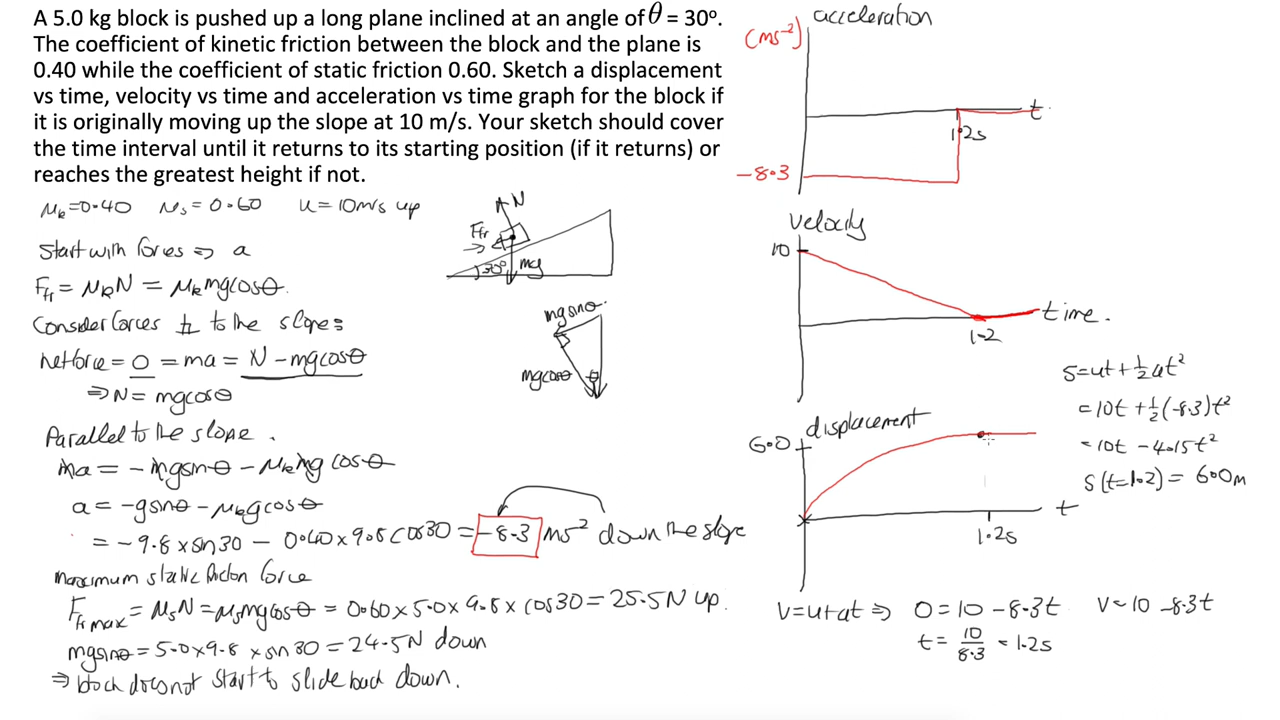 A 5.0 kg block is pushed up a long plane inclined at an angle of θ = 30º.
The coefficient of kinetic friction between the block and the plane is
0.40 while the coefficient of static friction 0.60. Sketch a displacement
vs time, velocity vs time and acceleration vs time graph for the block if
it is originally moving up the slope at 10 m/s. Your sketch should cover
the time interval until it returns to its starting position (if it returns) or
reaches the greatest height if not.
μk=0.40 μs=0.60 u=10m/s up
Start with forces ⇒ a
Ffr = μkN = μkmgcosθ.
Consider forces ⊥ to the slope:
net force = 0 = ma = N - mgcosθ
⇒ N = mgcosθ
Parallel to the slope.
ma = -mgsinθ - μkmg cosθ
a = -gsinθ - μkgcosθ
= -9.8 × sin30 - 0.40×9.8cos30 = -8.3 ms² down the slope
maximum static friction force
Ffr max = μsN = μsmgcosθ = 0.60×5.0×9.8×cos30 = 25.5N up.
mgsinθ = 5.0×9.8×sin30 = 24.5N down
⇒ block does not start to slide back down.
N
Ffr
30°
mg
mgsinθ.
mgcosθ
θ
acceleration
(ms⁻²)
t
1.2s
-8.3
velocity
10
time.
1.2
displacement
6.0
t
1.2s
s=ut+½at²
=10t+½(-8.3)t²
=10t-4.15t²
s(t=1.2)=6.0m
v=u+at ⇒ 0=10-8.3t v=10-8.3t
t=10/8.3=1.2s